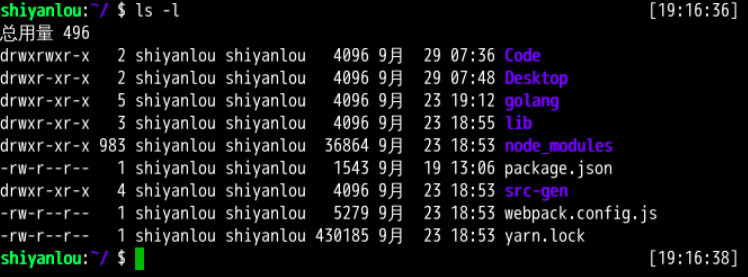 shiyanlou:~/ $ ls -l [19:16:36]
总用量 496
drwxrwxr-x   2 shiyanlou shiyanlou   4096 9月  29 07:36 Code
drwxr-xr-x   2 shiyanlou shiyanlou   4096 9月  29 07:48 Desktop
drwxr-xr-x   5 shiyanlou shiyanlou   4096 9月  23 19:12 golang
drwxr-xr-x   3 shiyanlou shiyanlou   4096 9月  23 18:55 lib
drwxr-xr-x 983 shiyanlou shiyanlou  36864 9月  23 18:53 node_modules
-rw-r--r--   1 shiyanlou shiyanlou   1543 9月  19 13:06 package.json
drwxr-xr-x   4 shiyanlou shiyanlou   4096 9月  23 18:53 src-gen
-rw-r--r--   1 shiyanlou shiyanlou   5279 9月  23 18:53 webpack.config.js
-rw-r--r--   1 shiyanlou shiyanlou 430185 9月  23 18:53 yarn.lock
shiyanlou:~/ $ [19:16:38]